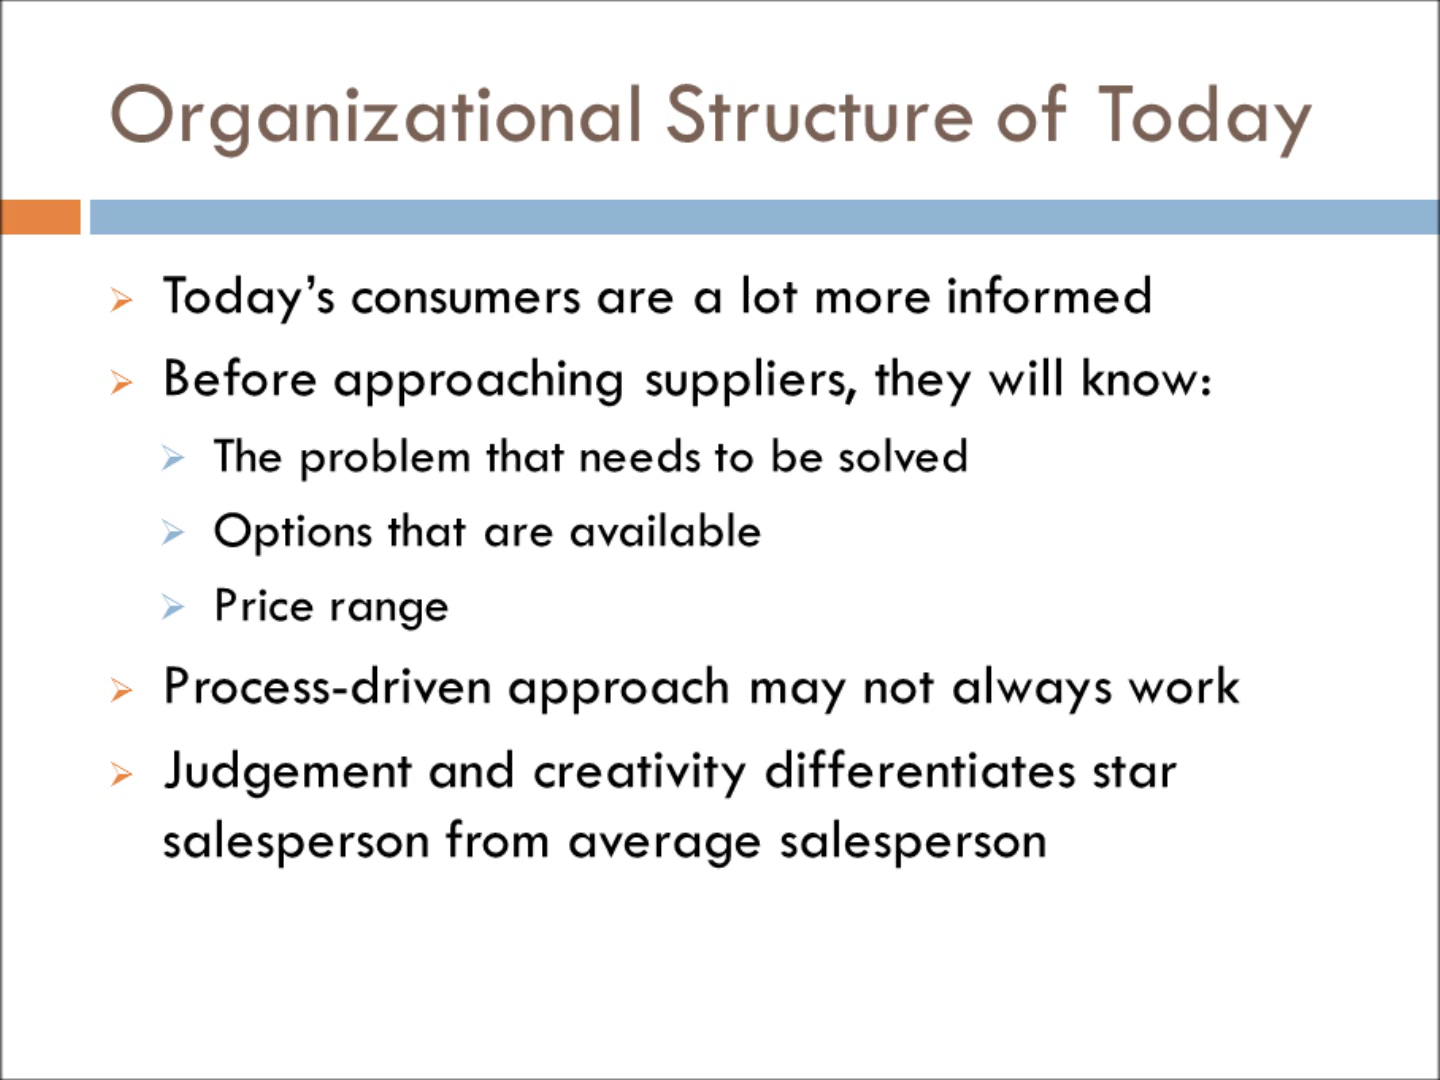 Organizational Structure of Today
Today’s consumers are a lot more informed
Before approaching suppliers, they will know:
The problem that needs to be solved
Options that are available
Price range
Process-driven approach may not always work
Judgement and creativity differentiates star
salesperson from average salesperson